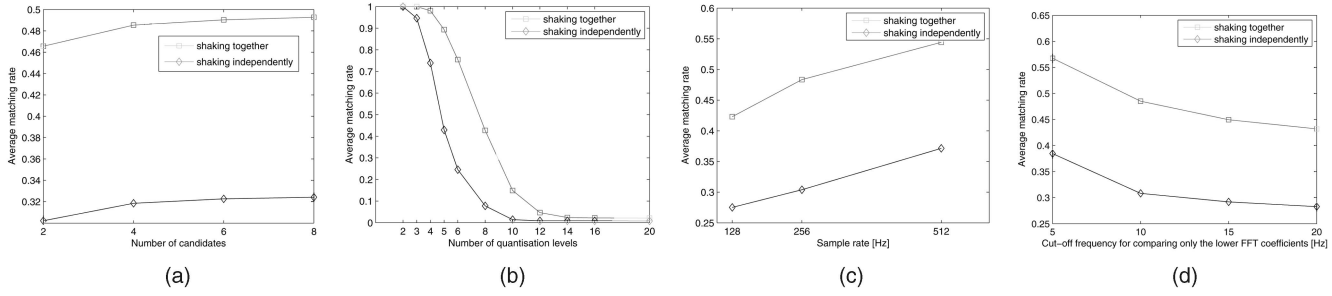 0.5
0.48
0.46
0.44
0.42
0.4
0.38
0.36
0.34
0.32
Average matching rate
2
4
6
8
Number of candidates
shaking together
shaking independently
(a)
1
0.9
0.8
0.7
0.6
0.5
0.4
0.3
0.2
0.1
0
Average matching rate
2 3 4 5 6 8 10 12 14 16 20
Number of quantisation levels
shaking together
shaking independently
(b)
0.6
0.55
0.5
0.45
0.4
0.35
0.3
0.25
Average matching rate
128
256
512
Sample rate [Hz]
shaking together
shaking independently
(c)
0.65
0.6
0.55
0.5
0.45
0.4
0.35
0.3
0.25
Average matching rate
5
10
15
20
Cut−off frequency for comparing only the lower FFT coefficients [Hz]
shaking together
shaking independently
(d)